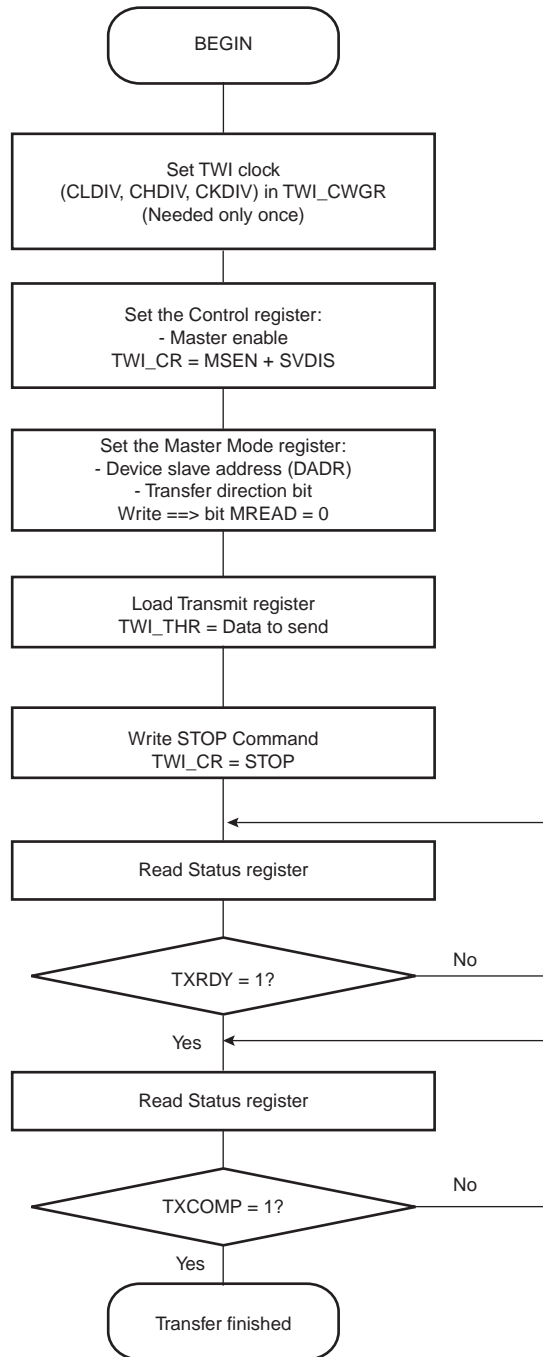 BEGIN
Set TWI clock
(CLDIV, CHDIV, CKDIV) in TWI_CWGR
(Needed only once)
Set the Control register:
- Master enable
TWI_CR = MSEN + SVDIS
Set the Master Mode register:
- Device slave address (DADR)
- Transfer direction bit
Write ==> bit MREAD = 0
Load Transmit register
TWI_THR = Data to send
Write STOP Command
TWI_CR = STOP
Read Status register
TXRDY = 1?
No
Yes
Read Status register
TXCOMP = 1?
No
Yes
Transfer finished